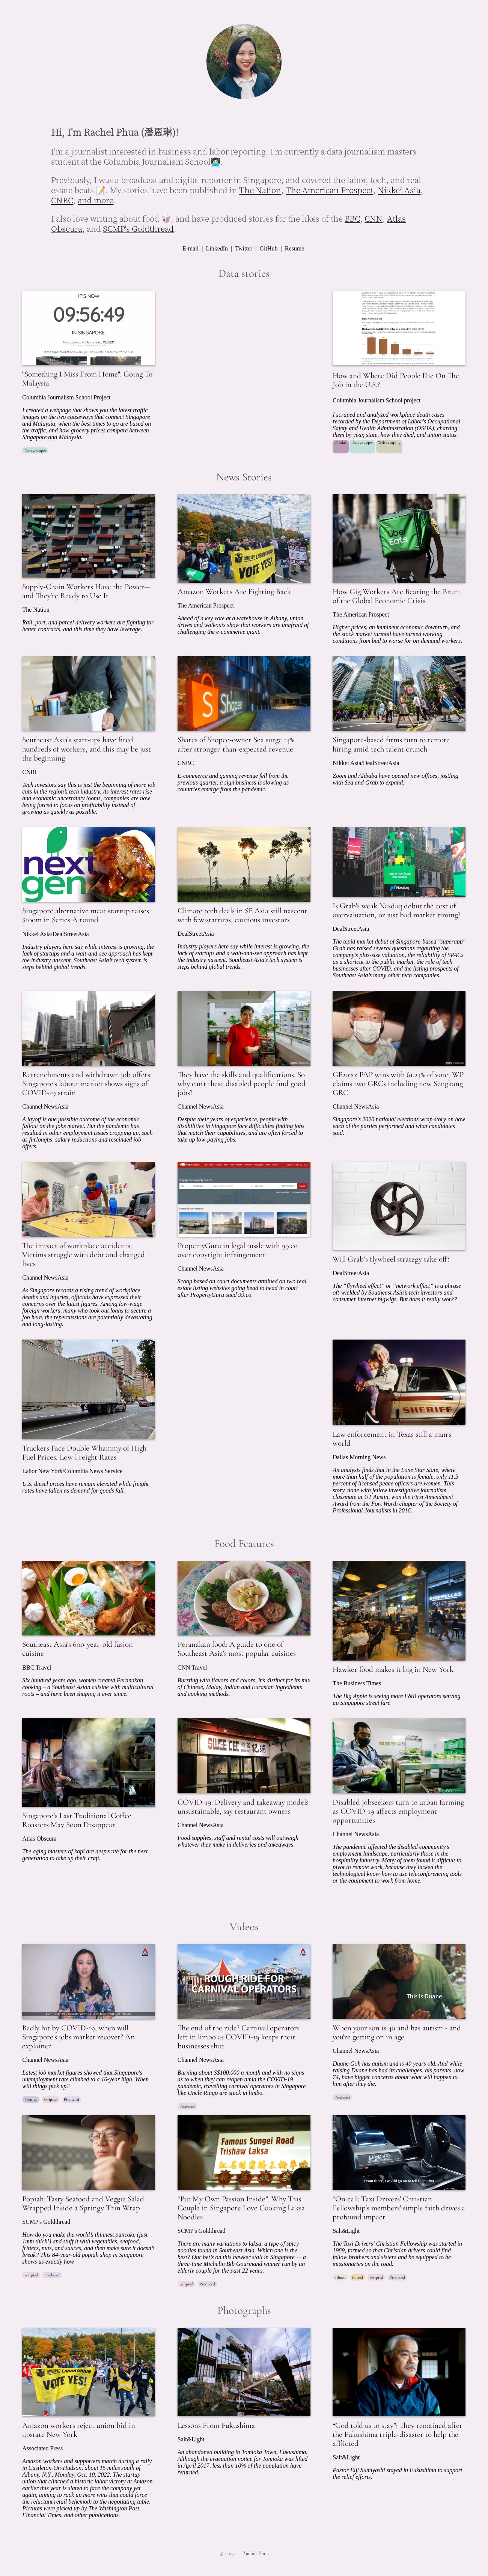 Hi, I'm Rachel Phua (潘恩琳)!
I'm a journalist interested in business and labor reporting. I'm currently a data journalism masters
student at the Columbia Journalism School
Previously, I was a broadcast and digital reporter in Singapore, and covered the labor, tech, and real
estate beats 📝. My stories have been published in The Nation, The American Prospect, Nikkei Asia,
CNBC, and more.
I also love writing about food 🥡, and have produced stories for the likes of the BBC, CNN, Atlas
Obscura, and SCMP's Goldthread.
E-mail | LinkedIn | Twitter | GitHub | Resume
Data stories
IT'S NOW
09:56:49
IN SINGAPORE.
"Something I Miss From Home": Going To
Malaysia
Columbia Journalism School Project
I created a webpage that shows you the latest traffic
images on the two causeways that connect Singapore
and Malaysia, when the best times to go are based on
the traffic, and how grocery prices compare between
Singapore and Malaysia.
How and Where Did People Die On The
Job in the U.S.?
Columbia Journalism School project
I scraped and analyzed workplace death cases
recorded by the Department of Labor's Occupational
Safety and Health Administration (OSHA), charting
them by year, state, how they died, and union status.
Web scraping
News Stories
Supply-Chain Workers Have the Power—
and They're Ready to Use It
The Nation
Rail, port, and parcel delivery workers are fighting for
better contracts, and this time they have leverage.
VOTE YES!
Amazon Workers Are Fighting Back
The American Prospect
Ahead of a key vote at a warehouse in Albany, union
drives and walkouts show that workers are unafraid of
challenging the e-commerce giant.
Uber
Eats
How Gig Workers Are Bearing the Brunt
of the Global Economic Crisis
The American Prospect
Higher prices, an imminent economic downturn, and
the stock market turmoil have turned working
conditions from bad to worse for on-demand workers.
Southeast Asia's start-ups have fired
hundreds of workers, and this may be just
the beginning
CNBC
Tech investors say this is just the beginning of more job
cuts in the region's tech industry. As interest rates rise
and economic uncertainty looms, companies are now
being forced to focus on profitability instead of
growing as quickly as possible.
Shopee
Shares of Shopee-owner Sea surge 14%
after stronger-than-expected revenue
CNBC
E-commerce and gaming revenue fell from the
previous quarter, a sign business is slowing as
countries emerge from the pandemic.
Singapore-based firms turn to remote
hiring amid tech talent crunch
Nikkei Asia/DealStreetAsia
Zoom and Alibaba have opened new offices, jostling
with Sea and Grab to expand.
next
gen
Singapore alternative meat startup raises
$100m in Series A round
Nikkei Asia/DealStreetAsia
Industry players here say while interest is growing, the
lack of startups and a wait-and-see approach has kept
the industry nascent. Southeast Asia's tech system is
steps behind global trends.
Climate tech deals in SE Asia still nascent
with few startups, cautious investors
DealStreetAsia
Industry players here say while interest is growing, the
lack of startups and a wait-and-see approach has kept
the industry nascent. Southeast Asia's tech system is
steps behind global trends.
Nasdaq
Is Grab's weak Nasdaq debut the cost of
overvaluation, or just bad market timing?
DealStreetAsia
The tepid market debut of Singapore-based "superapp"
Grab has raised several questions regarding the
company's plus-size valuation, the reliability of SPACs
as a shortcut to the public market, the role of tech
businesses after COVID, and the listing prospects of
Southeast Asia's many other tech companies.
Retrenchments and withdrawn job offers:
Singapore's labour market shows signs of
COVID-19 strain
Channel NewsAsia
A layoff is one possible outcome of the economic
fallout on the jobs market. But the pandemic has
resulted in other employment issues cropping up, such
as furloughs, salary reductions and rescinded job
offers.
They have the skills and qualifications. So
why can't these disabled people find good
jobs?
Channel NewsAsia
Despite their years of experience, people with
disabilities in Singapore face difficulties finding jobs
that match their capabilities, and are often forced to
take up low-paying jobs.
GE2020: PAP wins with 61.24% of vote; WP
claims two GRCs including new Sengkang
GRC
Channel NewsAsia
Singapore's 2020 national elections wrap story on how
each of the parties performed and what candidates
said.
The impact of workplace accidents:
Victims struggle with debt and changed
lives
Channel NewsAsia
As Singapore records a rising trend of workplace
deaths and injuries, officials have expressed their
concerns over the latest figures. Among low-wage
foreign workers, many who took out loans to secure a
job here, the repercussions are potentially devastating
and long-lasting.
PropertyGuru in legal tussle with 99.co
over copyright infringement
Channel NewsAsia
Scoop based on court documents attained on two real
estate listing websites going head to head in court
after PropertyGuru sued 99.co.
Will Grab's flywheel strategy take off?
DealStreetAsia
The “flywheel effect” or “network effect” is a phrase
oft-wielded by Southeast Asia's tech investors and
consumer internet bigwigs. But does it really work?
Truckers Face Double Whammy of High
Fuel Prices, Low Freight Rates
Labor New York/Columbia News Service
U.S. diesel prices have remain elevated while freight
rates have fallen as demand for goods fall.
SHERIFF
Law enforcement in Texas still a man's
world
Dallas Morning News
An analysis finds that in the Lone Star State, where
more than half of the population is female, only 11.5
percent of licensed peace officers are women. This
story, done with fellow investigative journalism
classmate at UT Austin, won the First Amendment
Award from the Fort Worth chapter of the Society of
Professional Journalists in 2016.
Food Features
Southeast Asia's 600-year-old fusion
cuisine
BBC Travel
Six hundred years ago, women created Peranakan
cooking – a Southeast Asian cuisine with multicultural
roots – and have been shaping it ever since.
Peranakan food: A guide to one of
Southeast Asia's most popular cuisines
CNN Travel
Bursting with flavors and colors, it's distinct for its mix
of Chinese, Malay, Indian and Eurasian ingredients
and cooking methods.
Hawker food makes it big in New York
The Business Times
The Big Apple is seeing more F&B operators serving
up Singapore street fare
Singapore's Last Traditional Coffee
Roasters May Soon Disappear
Atlas Obscura
The aging masters of kopi are desperate for the next
generation to take up their craft.
GWEE KEE
COVID-19: Delivery and takeaway models
unsustainable, say restaurant owners
Channel NewsAsia
Food supplies, staff and rental costs will outweigh
whatever they make in deliveries and takeaways.
Disabled jobseekers turn to urban farming
as COVID-19 affects employment
opportunities
Channel NewsAsia
The pandemic affected the disabled community's
employment landscape, particularly those in the
hospitality industry. Many of them found it difficult to
pivot to remote work, because they lacked the
technological know-how to use teleconferencing tools
or the equipment to work from home.
Videos
Badly hit by COVID-19, when will
Singapore's jobs market recover? An
explainer
Channel NewsAsia
Latest job market figures showed that Singapore's
unemployment rate climbed to a 16-year high. When
will things pick up?
Scripted Produced
ROUGH RIDE FOR
CARNIVAL OPERATORS
The end of the ride? Carnival operators
left in limbo as COVID-19 keeps their
businesses shut
Channel NewsAsia
Burning about S$100,000 a month and with no signs
as to when they can reopen amid the COVID-19
pandemic, travelling carnival operators in Singapore
like Uncle Ringo are stuck in limbo.
Produced
This is Duane
When your son is 40 and has autism - and
you're getting on in age
Channel NewsAsia
Duane Goh has autism and is 40 years old. And while
raising Duane has had its challenges, his parents, now
74, have bigger concerns about what will happen to
him after they die.
Produced
Popiah: Tasty Seafood and Veggie Salad
Wrapped Inside a Springy Thin Wrap
SCMP's Goldthread
How do you make the world's thinnest pancake (just
1mm thick!) and stuff it with vegetables, seafood,
fritters, nuts, and sauces, and then make sure it doesn't
break? This 84-year-old popiah shop in Singapore
shows us exactly how.
Scripted Produced
Famous Sungei Road
Trishaw Laksa
“Put My Own Passion Inside”: Why This
Couple in Singapore Love Cooking Laksa
Noodles
SCMP's Goldthread
There are many variations to laksa, a type of spicy
noodles found in Southeast Asia. Which one is the
best? Our bet's on this hawker stall in Singapore — a
three-time Michelin Bib Gourmand winner run by an
elderly couple for the past 22 years.
Scripted Produced
“On call: Taxi Drivers' Christian
Fellowship's members' simple faith drives a
profound impact
Salt&Light
The Taxi Drivers' Christian Fellowship was started in
1989, formed so that Christian drivers could find
fellow brothers and sisters and be equipped to be
missionaries on the road.
Filmed Edited Scripted Produced
Photographs
VOTE YES!
Amazon workers reject union bid in
upstate New York
Associated Press
Amazon workers and supporters march during a rally
in Castleton-On-Hudson, about 15 miles south of
Albany, N.Y., Monday, Oct. 10, 2022. The startup
union that clinched a historic labor victory at Amazon
earlier this year is slated to face the company yet
again, aiming to rack up more wins that could force
the reluctant retail behemoth to the negotiating table.
Pictures were picked up by The Washington Post,
Financial Times, and other publications.
Lessons From Fukushima
Salt&Light
An abandoned building in Tomioka Town, Fukushima.
Although the evacuation notice for Tomioka was lifted
in April 2017, less than 10% of the population have
returned.
“God told us to stay”: They remained after
the Fukushima triple-disaster to help the
afflicted
Salt&Light
Pastor Eiji Sumiyoshi stayed in Fukushima to support
the relief efforts.
© 2023 — Rachel Phua